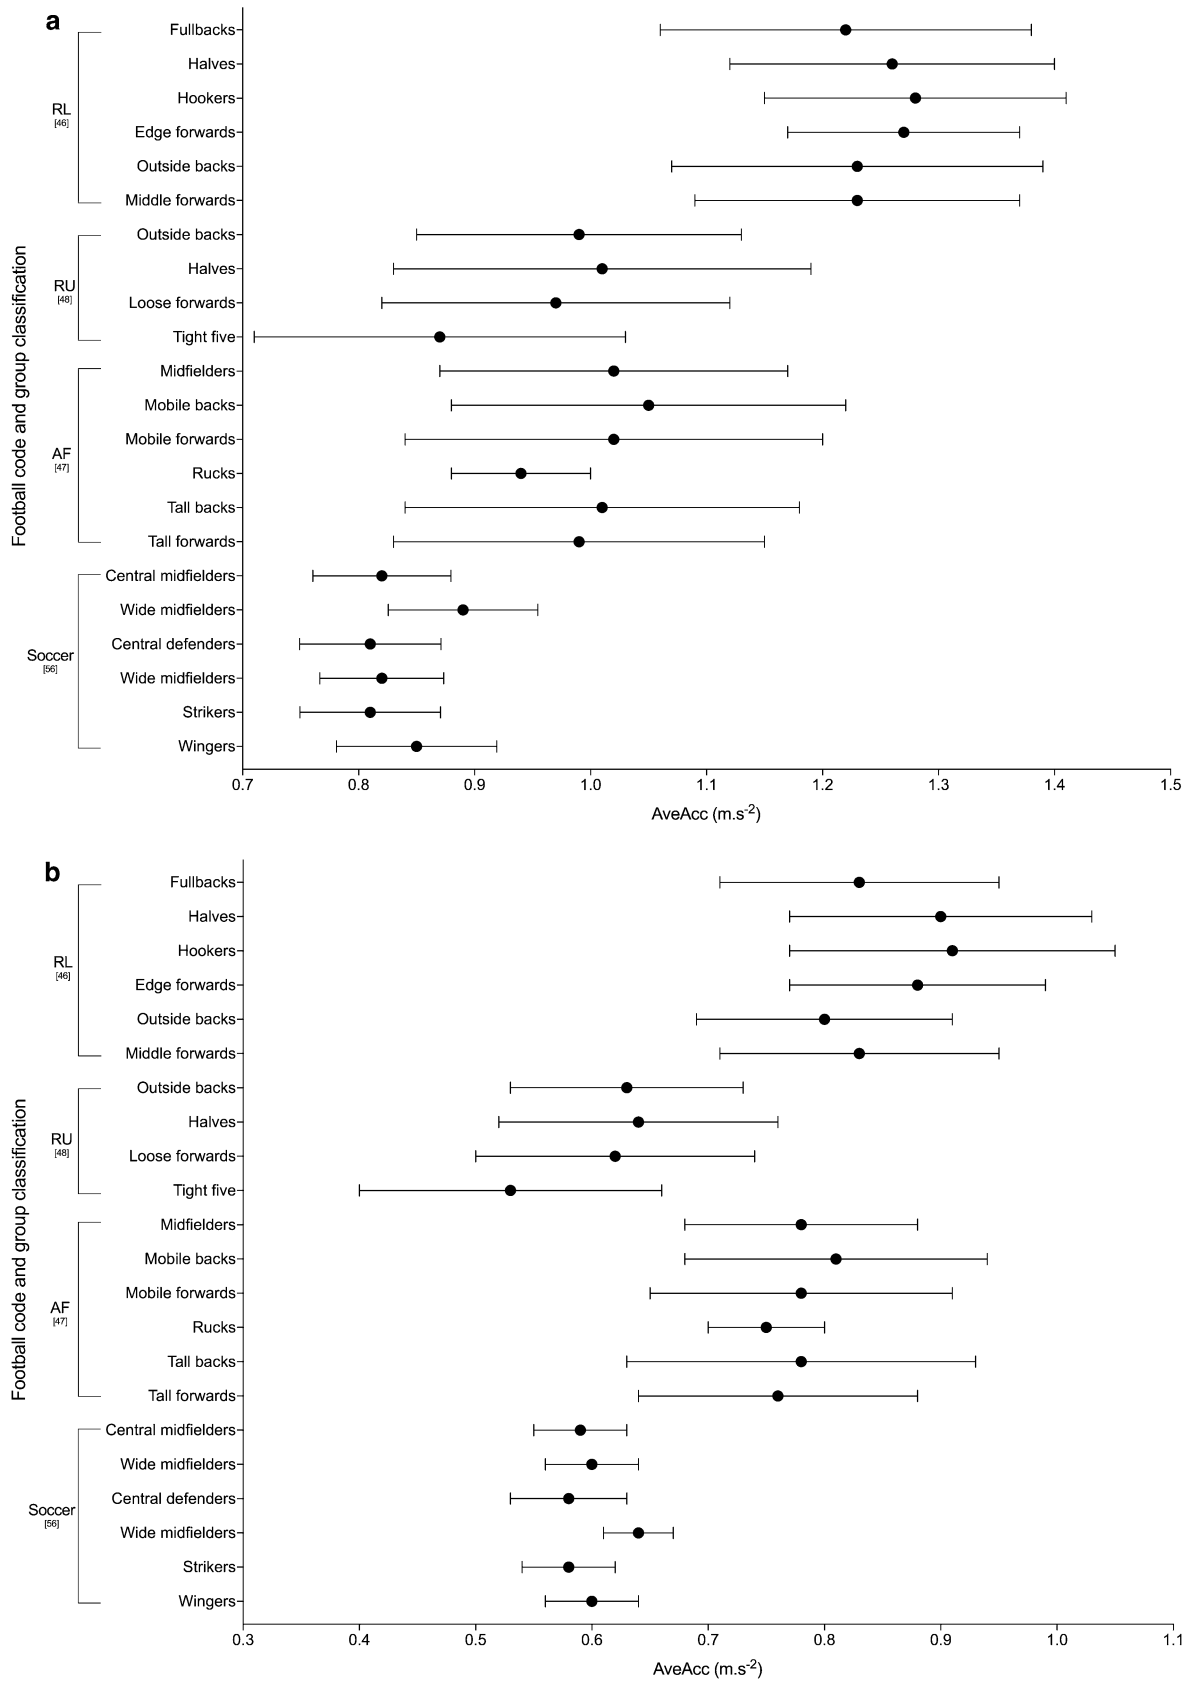 a
Football code and group classification
RL
[46]
Fullbacks
Halves
Hookers
Edge forwards
Outside backs
Middle forwards
RU
[48]
Outside backs
Halves
Loose forwards
Tight five
AF
[47]
Midfielders
Mobile backs
Mobile forwards
Rucks
Tall backs
Tall forwards
Soccer
[56]
Central midfielders
Wide midfielders
Central defenders
Wide midfielders
Strikers
Wingers
0.7 0.8 0.9 1.0 1.1 1.2 1.3 1.4 1.5
AveAcc (m.s-2)
b
Football code and group classification
RL
[46]
Fullbacks
Halves
Hookers
Edge forwards
Outside backs
Middle forwards
RU
[48]
Outside backs
Halves
Loose forwards
Tight five
AF
[47]
Midfielders
Mobile backs
Mobile forwards
Rucks
Tall backs
Tall forwards
Soccer
[56]
Central midfielders
Wide midfielders
Central defenders
Wide midfielders
Strikers
Wingers
0.3 0.4 0.5 0.6 0.7 0.8 0.9 1.0 1.1
AveAcc (m.s-2)